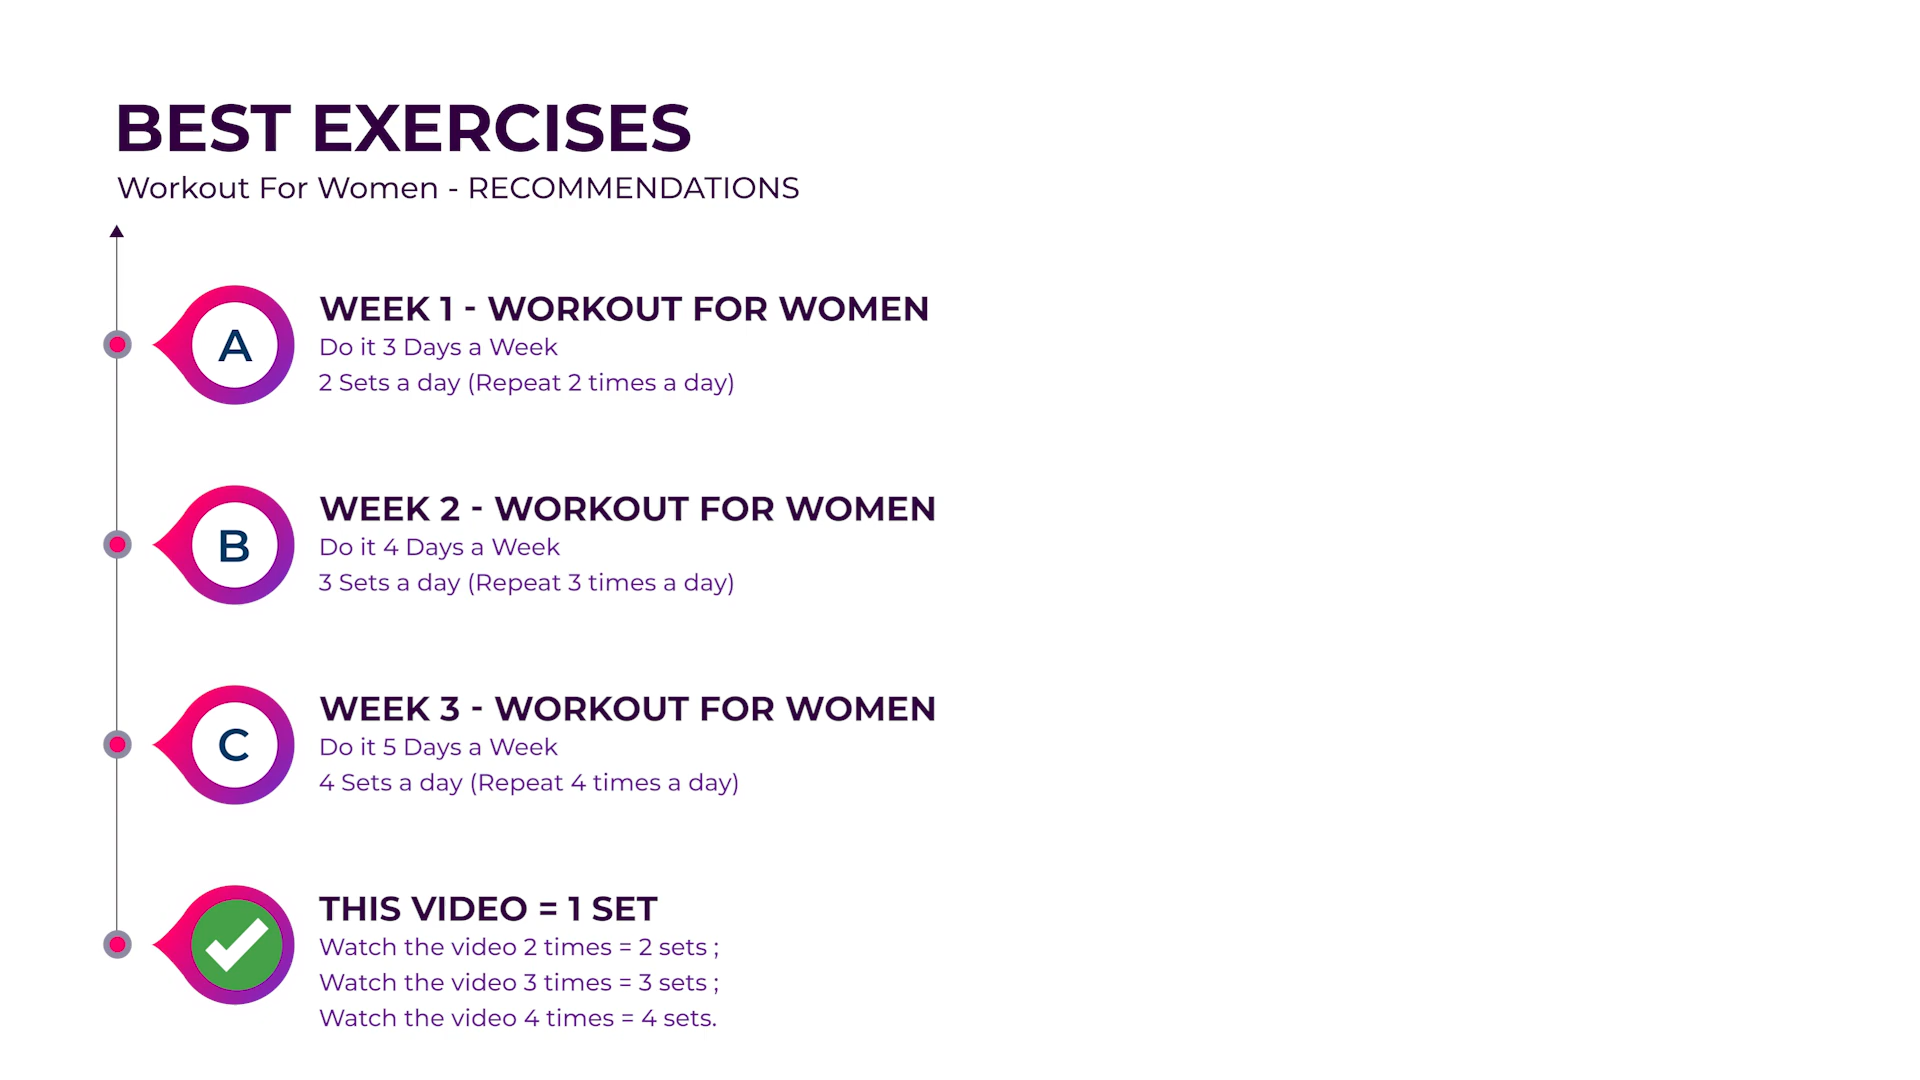 BEST EXERCISES
Workout For Women - RECOMMENDATIONS
A
WEEK 1 - WORKOUT FOR WOMEN
Do it 3 Days a Week
2 Sets a day (Repeat 2 times a day)
B
WEEK 2 - WORKOUT FOR WOMEN
Do it 4 Days a Week
3 Sets a day (Repeat 3 times a day)
C
WEEK 3 - WORKOUT FOR WOMEN
Do it 5 Days a Week
4 Sets a day (Repeat 4 times a day)
THIS VIDEO = 1 SET
Watch the video 2 times = 2 sets ;
Watch the video 3 times = 3 sets ;
Watch the video 4 times = 4 sets.